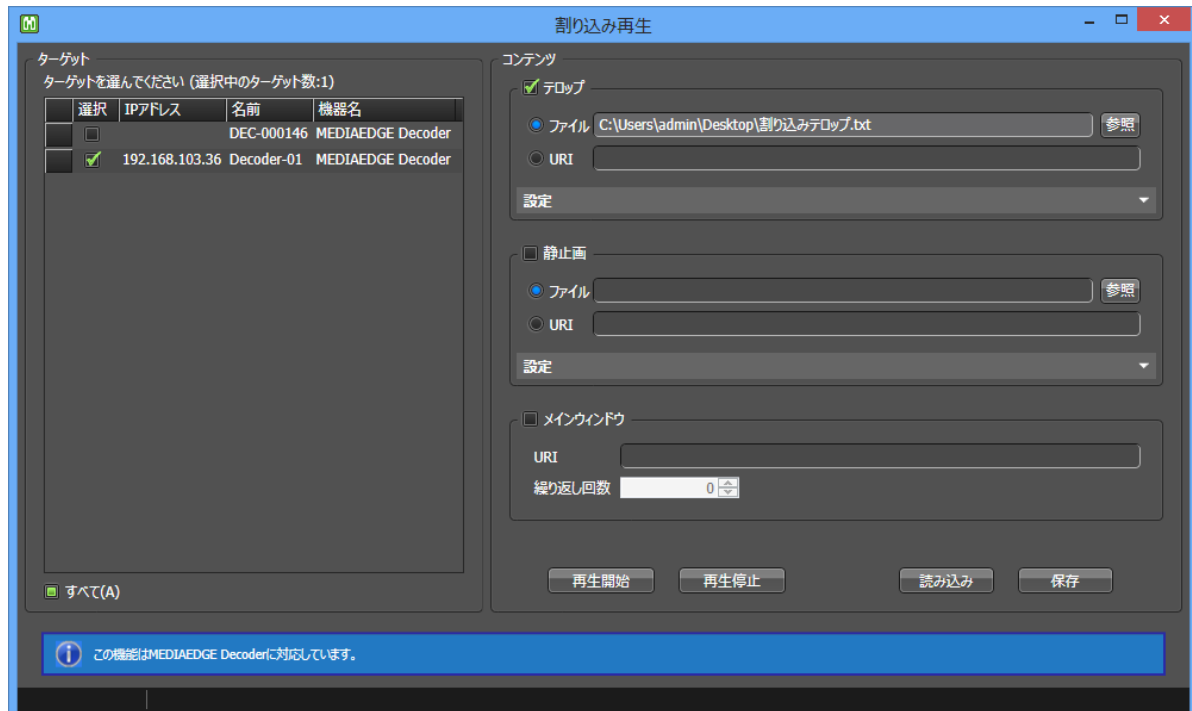 割り込み再生
ターゲット
ターゲットを選んでください (選択中のターゲット数:1)
選択 IPアドレス 名前 機器名
DEC-000146 MEDIAEDGE Decoder
192.168.103.36 Decoder-01 MEDIAEDGE Decoder
すべて(A)
コンテンツ
テロップ
ファイル C:\Users\admin\Desktop\割り込みテロップ.txt 参照
URI
設定
静止画
ファイル 参照
URI
設定
メインウィンドウ
URI
繰り返し回数 0
再生開始 再生停止 読み込み 保存
この機能はMEDIAEDGE Decoderに対応しています。